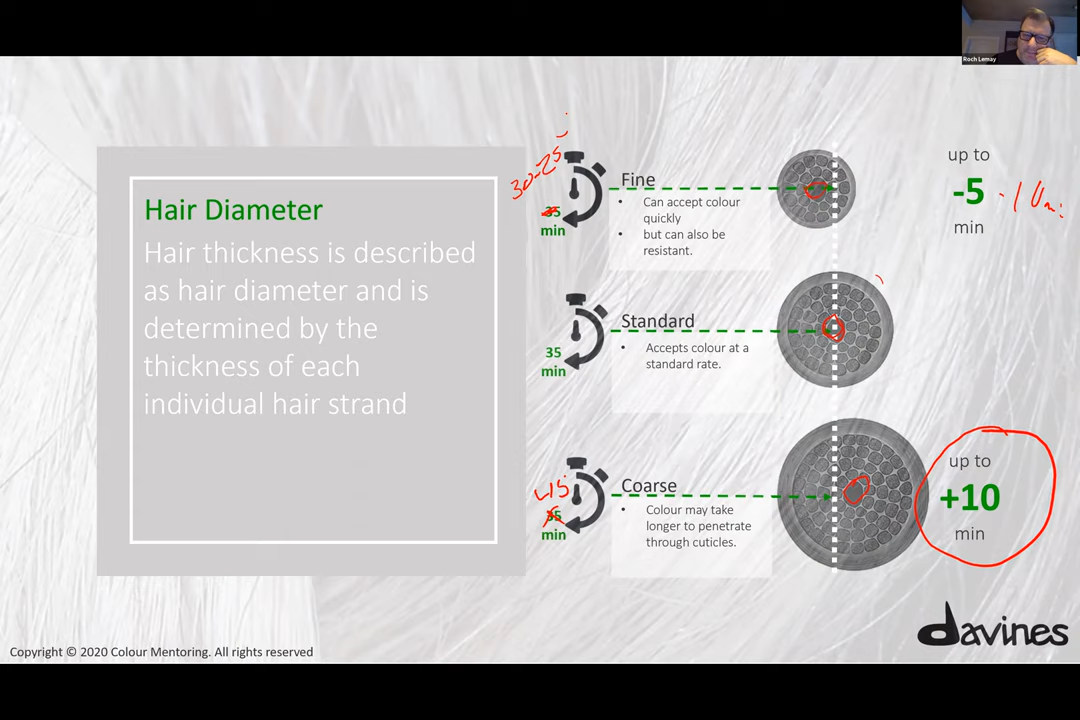 Roch Lemay
Hair Diameter
Hair thickness is described
as hair diameter and is
determined by the
thickness of each
individual hair strand
30-25
35
min
Fine
• Can accept colour
quickly
• but can also be
resistant.
up to
-5
min
35
min
Standard
• Accepts colour at a
standard rate.
45
35
min
Coarse
• Colour may take
longer to penetrate
through cuticles.
up to
+10
min
davines
Copyright © 2020 Colour Mentoring. All rights reserved